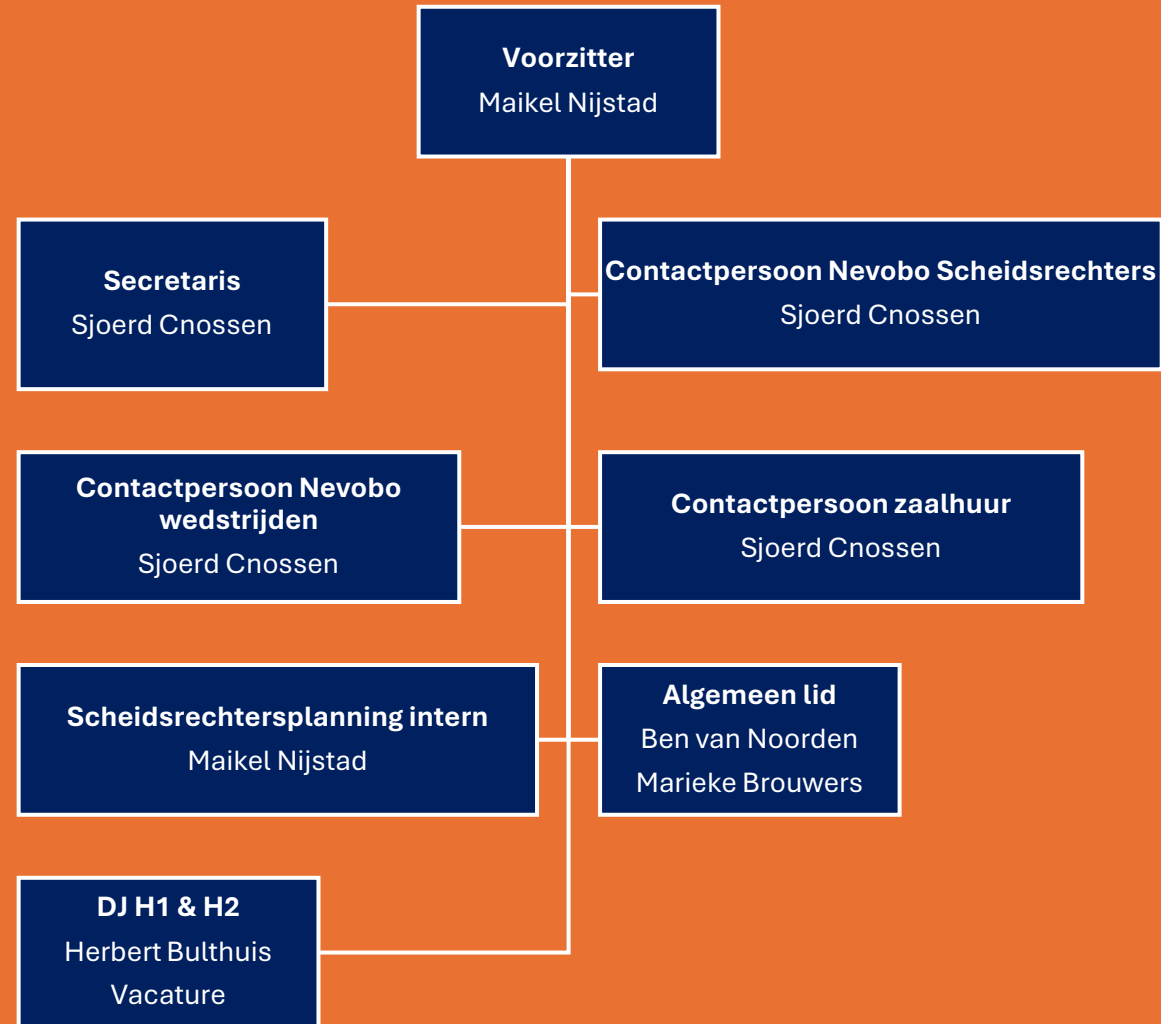 Voorzitter
Maikel Nijstad
Secretaris
Sjoerd Cnossen
Contactpersoon Nevobo Scheidsrechters
Sjoerd Cnossen
Contactpersoon Nevobo
wedstrijden
Sjoerd Cnossen
Contactpersoon zaalhuur
Sjoerd Cnossen
Scheidsrechtersplanning intern
Maikel Nijstad
Algemeen lid
Ben van Noorden
Marieke Brouwers
DJ H1 & H2
Herbert Bulthuis
Vacature